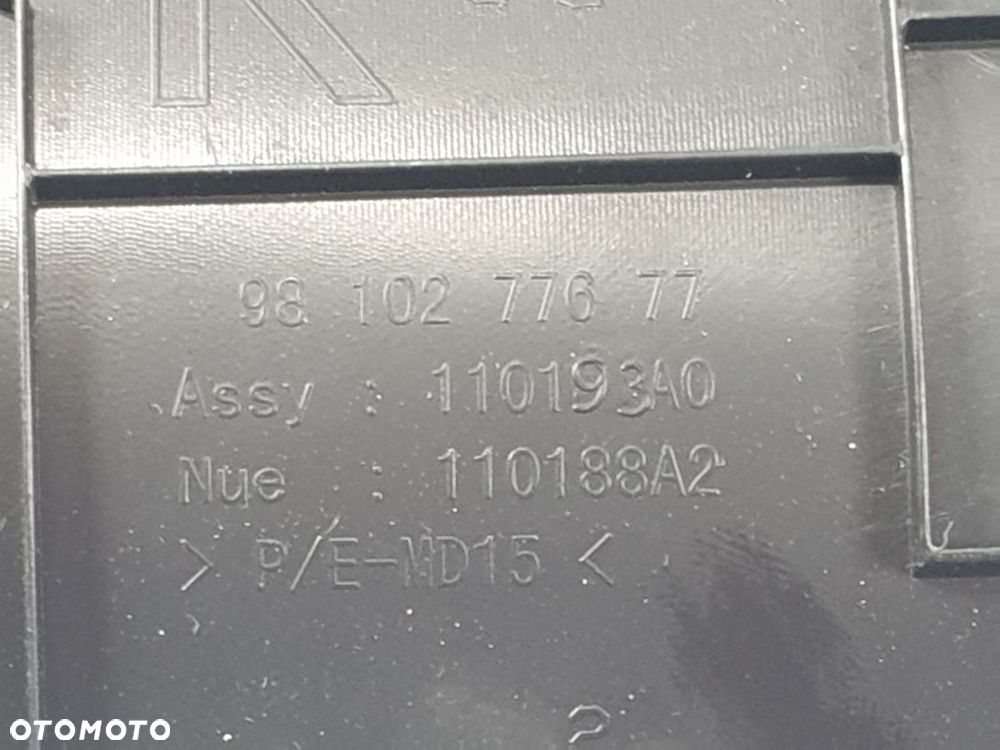 98 102 776 77
Assy : 110193A0
Nue : 110188A2
> P/E-MD15 <
OTOMOTO